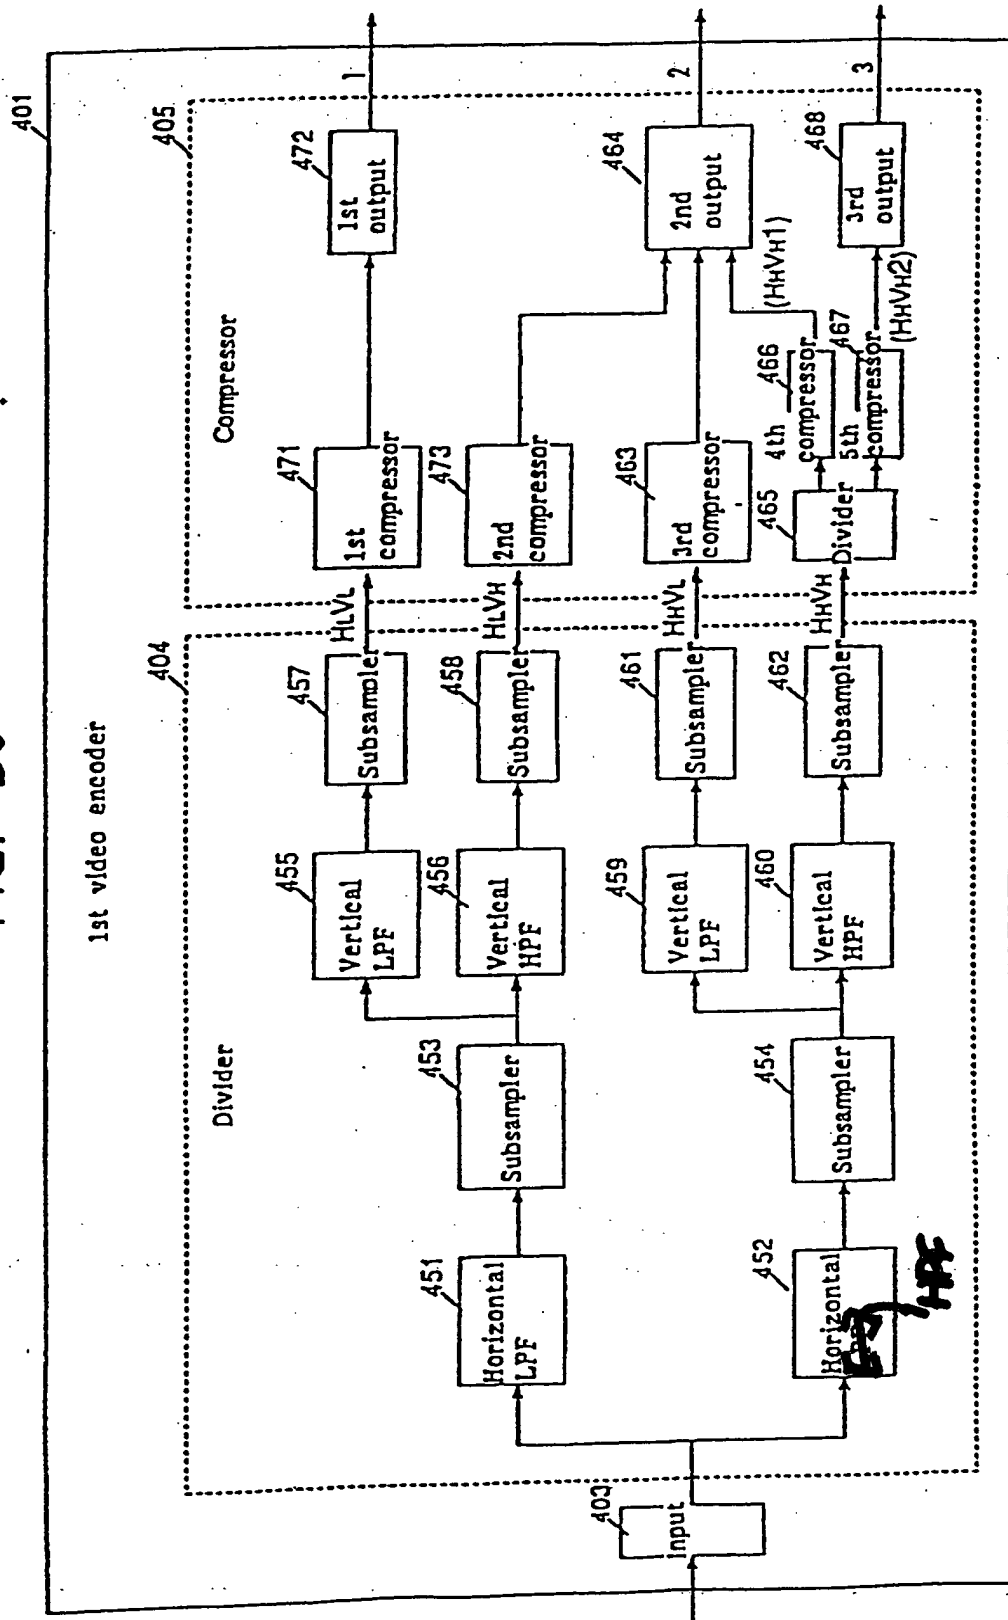 401
1st video encoder
404
Divider
405
Compressor
403
Input
451
Horizontal
LPF
453
Subsampler
455
Vertical
LPF
457
Subsampler
HLVL
471
1st
compressor
472
1st
output
1
456
Vertical
HPF
458
Subsampler
HLVH
473
2nd
compressor
452
Horizontal
HPF
454
Subsampler
459
Vertical
LPF
461
Subsampler
HHVL
463
3rd
compressor
464
2nd
output
2
460
Vertical
HPF
462
Subsampler
HHVH
465
Divider
466
4th
compressor
(HHVH1)
467
5th
compressor
(HHVH2)
468
3rd
output
3